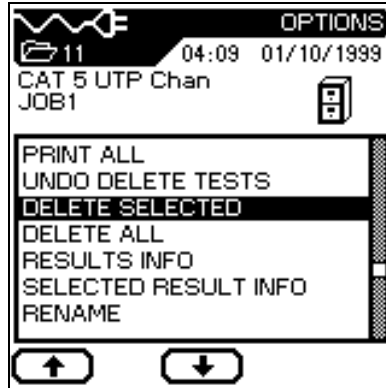 OPTIONS
11 04:09 01/10/1999
CAT 5 UTP Chan
JOB1
PRINT ALL
UNDO DELETE TESTS
DELETE SELECTED
DELETE ALL
RESULTS INFO
SELECTED RESULT INFO
RENAME